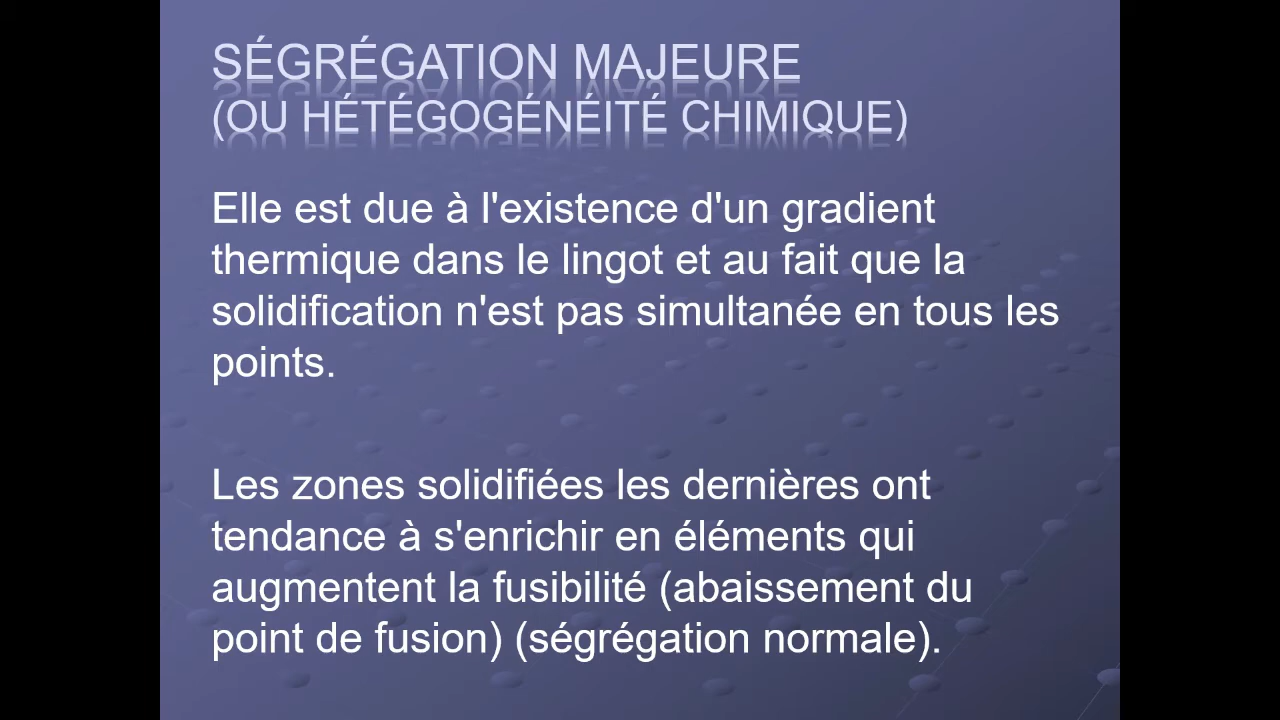 SÉGRÉGATION MAJEURE
(OU HÉTÉGOGÉNÉITÉ CHIMIQUE)
Elle est due à l'existence d'un gradient
thermique dans le lingot et au fait que la
solidification n'est pas simultanée en tous les
points.
Les zones solidifiées les dernières ont
tendance à s'enrichir en éléments qui
augmentent la fusibilité (abaissement du
point de fusion) (ségrégation normale).